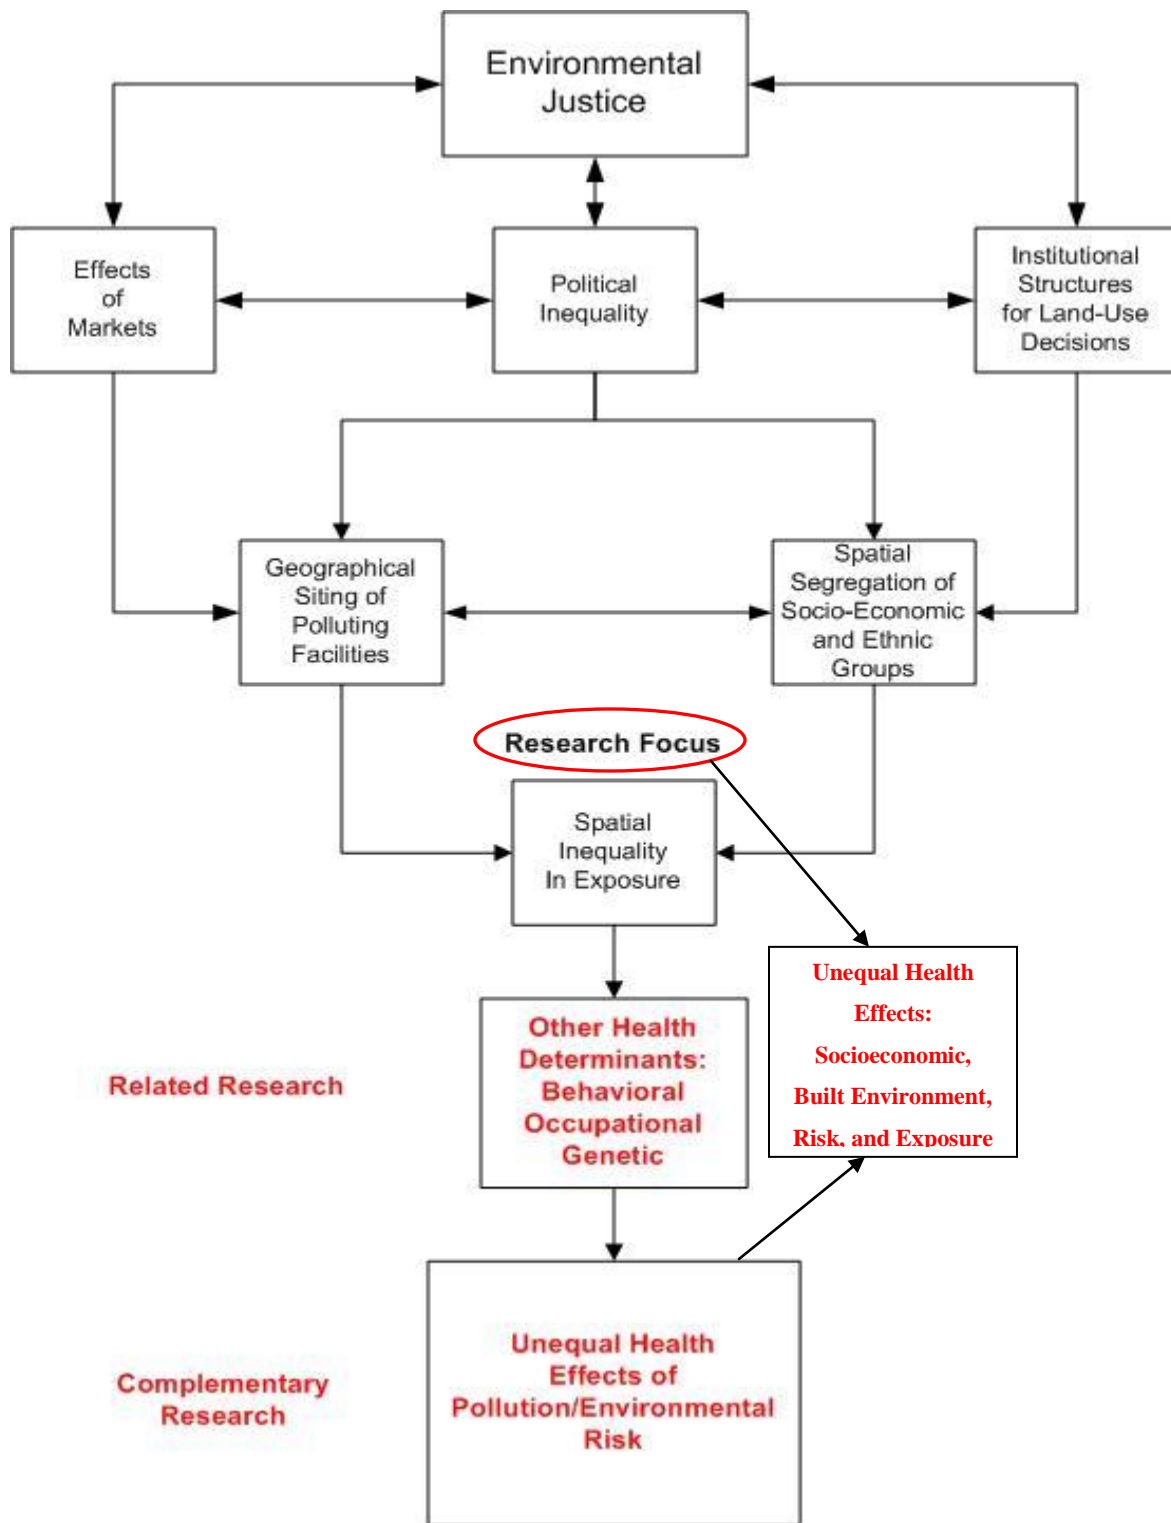 Environmental
Justice
Effects
of
Markets
Political
Inequality
Institutional
Structures
for Land-Use
Decisions
Geographical
Siting of
Polluting
Facilities
Spatial
Segregation of
Socio-Economic
and Ethnic
Groups
Research Focus
Spatial
Inequality
In Exposure
Unequal Health
Effects:
Socioeconomic,
Built Environment,
Risk, and Exposure
Related Research
Other Health
Determinants:
Behavioral
Occupational
Genetic
Complementary
Research
Unequal Health
Effects of
Pollution/Environmental
Risk